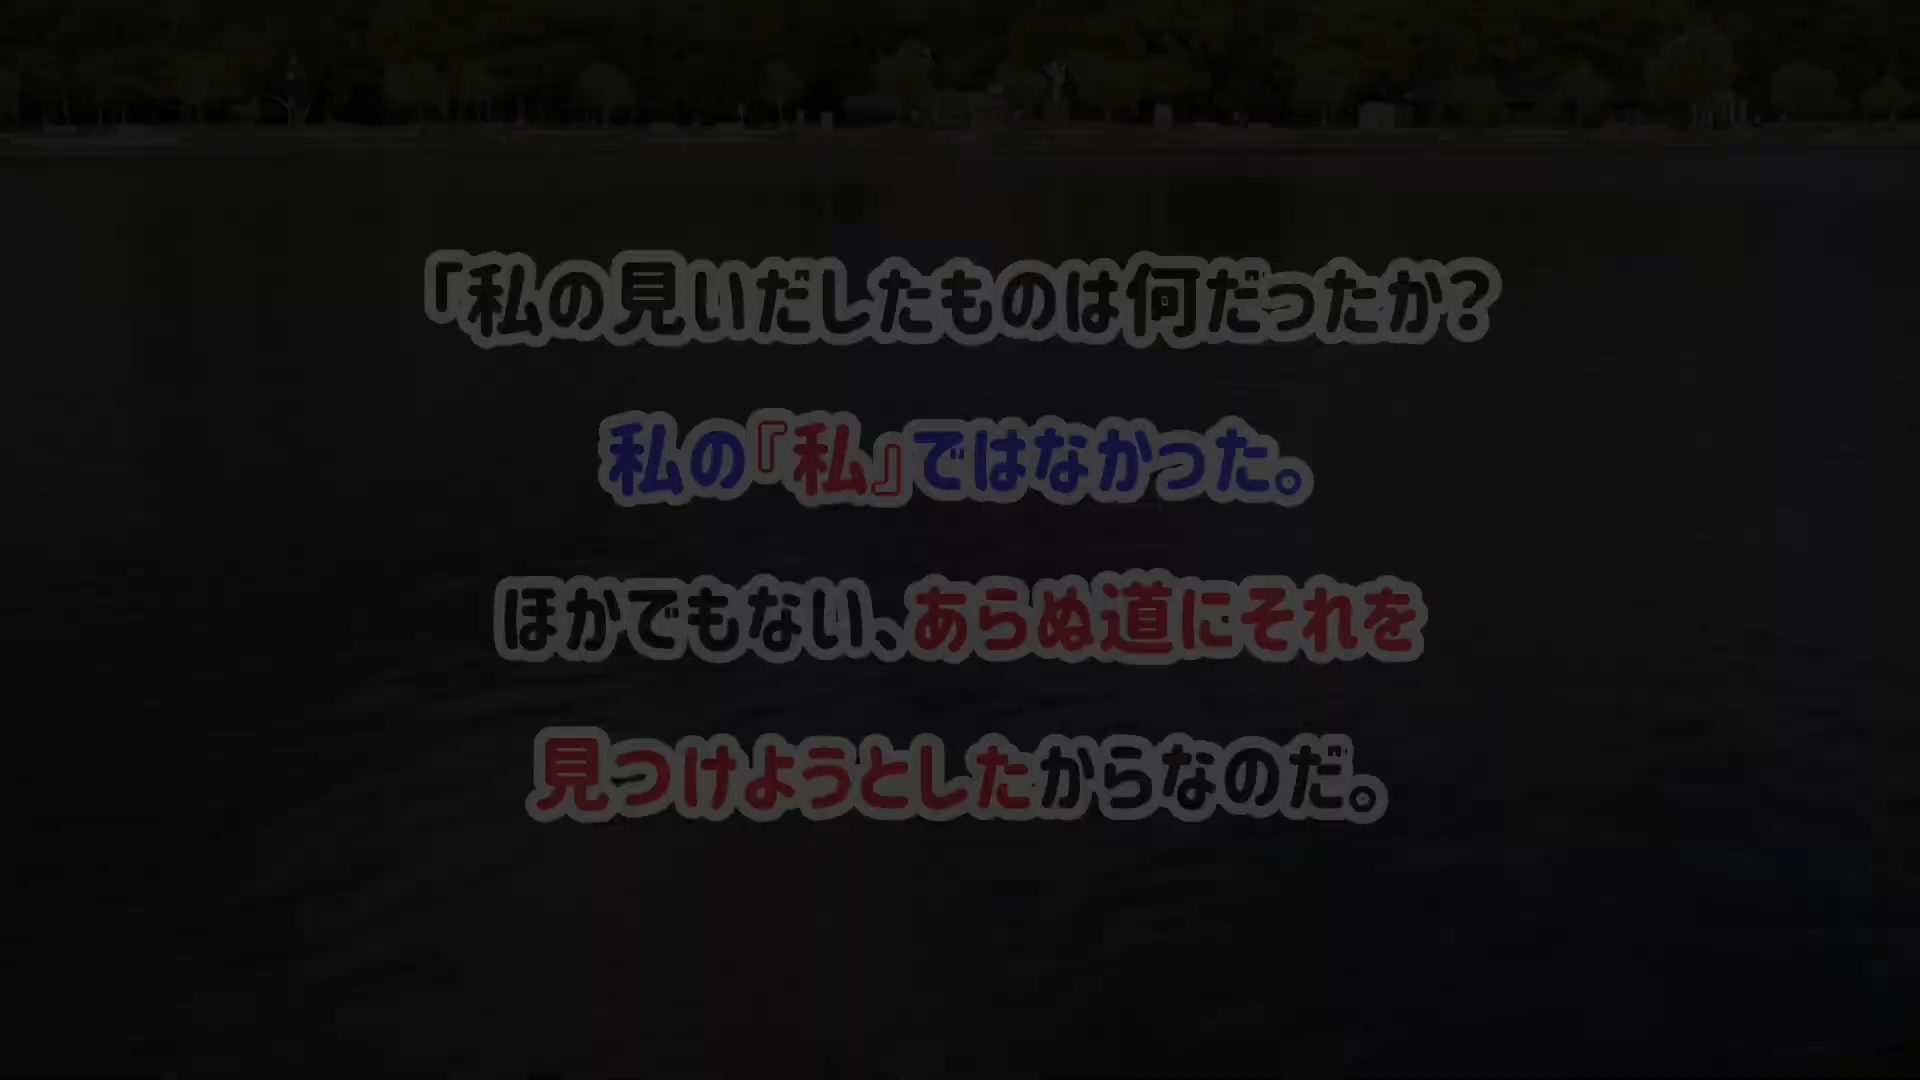 「私の見いだしたものは何だったか？
私の『私』ではなかった。
ほかでもない、あらぬ道にそれを
見つけようとしたからなのだ。